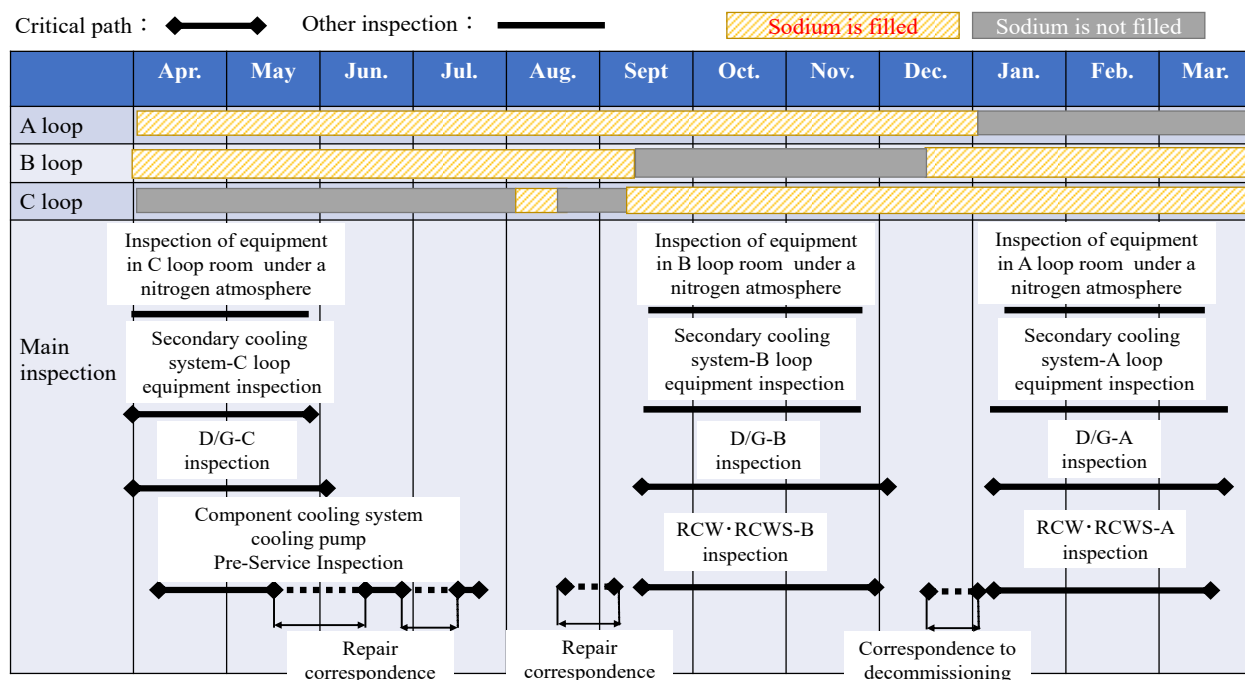 Critical path：
Other inspection：
Sodium is filled
Sodium is not filled
Apr. May Jun. Jul. Aug. Sept Oct. Nov. Dec. Jan. Feb. Mar.
A loop
B loop
C loop
Main
inspection
Inspection of equipment
in C loop room under a
nitrogen atmosphere
Secondary cooling
system-C loop
equipment inspection
D/G-C
inspection
Component cooling system
cooling pump
Pre-Service Inspection
Repair
correspondence
Repair
correspondence
Inspection of equipment
in B loop room under a
nitrogen atmosphere
Secondary cooling
system-B loop
equipment inspection
D/G-B
inspection
RCW・RCWS-B
inspection
Correspondence to
decommissioning
Inspection of equipment
in A loop room under a
nitrogen atmosphere
Secondary cooling
system-A loop
equipment inspection
D/G-A
inspection
RCW・RCWS-A
inspection